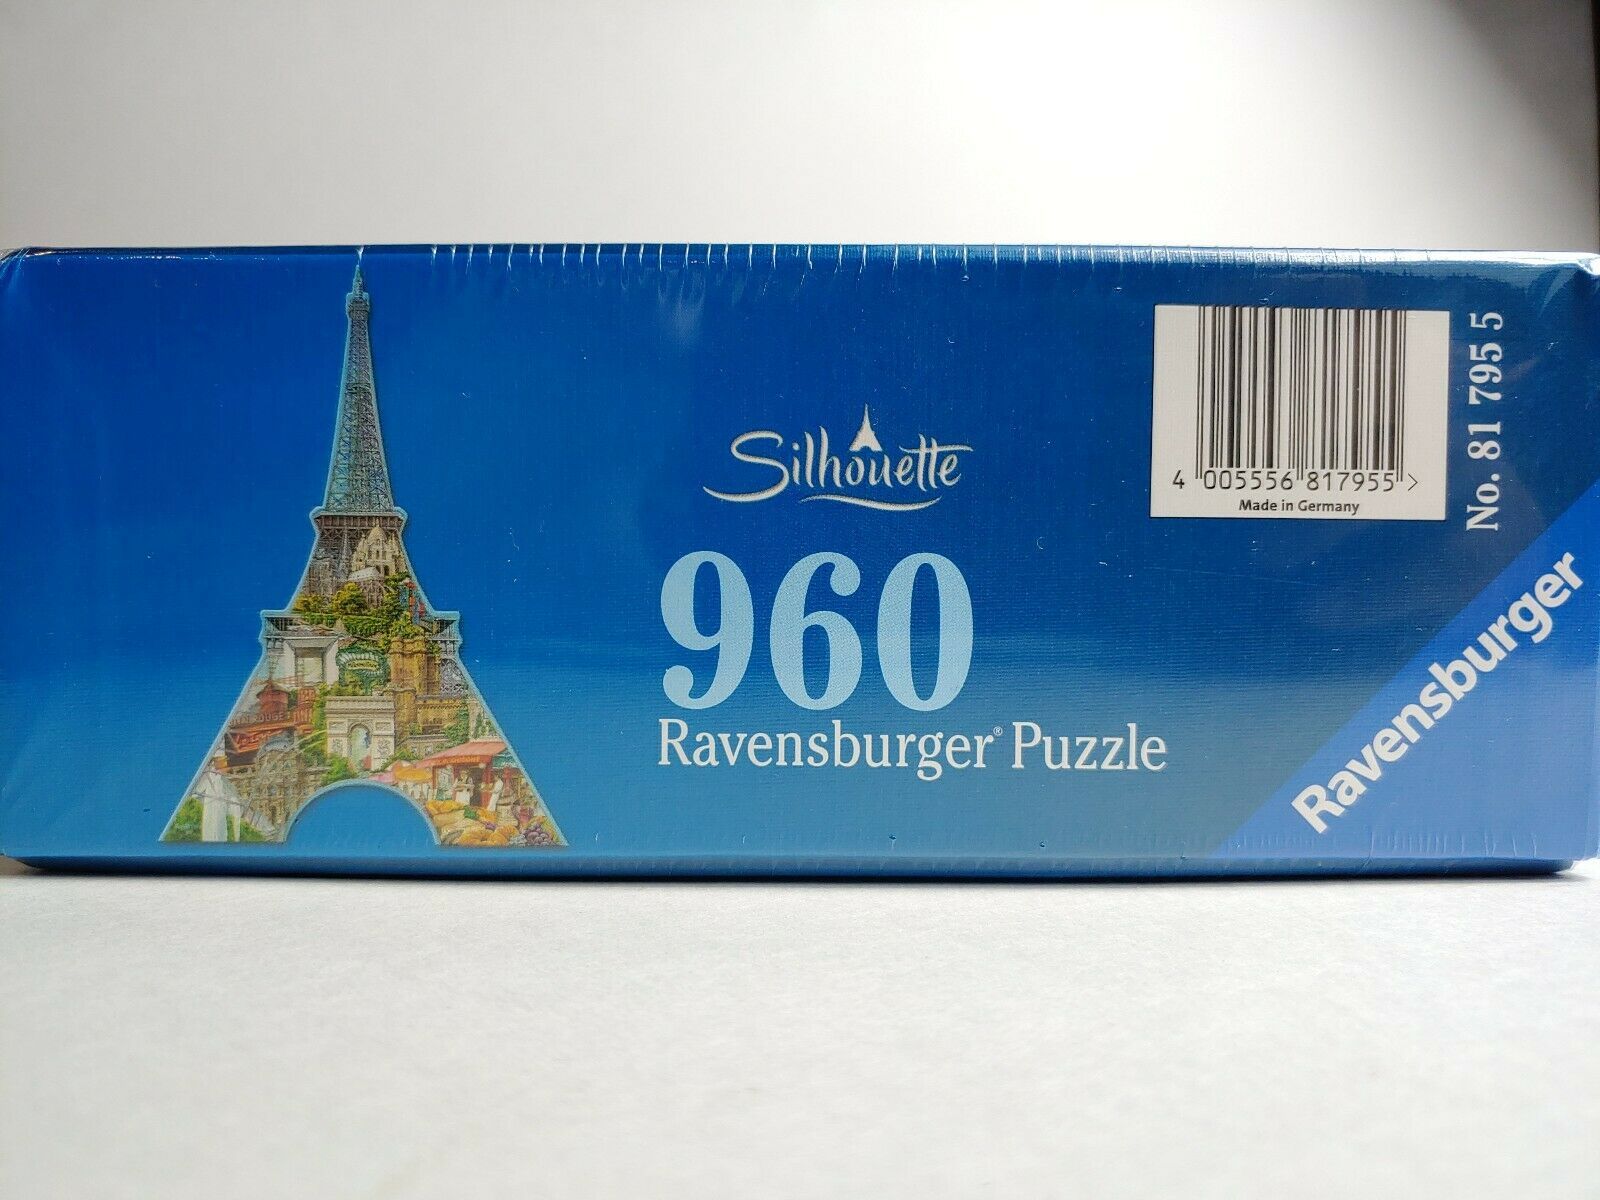 Silhouette
960
Ravensburger® Puzzle
4 005556 817955 >
Made in Germany
No. 81 795 5
Ravensburger